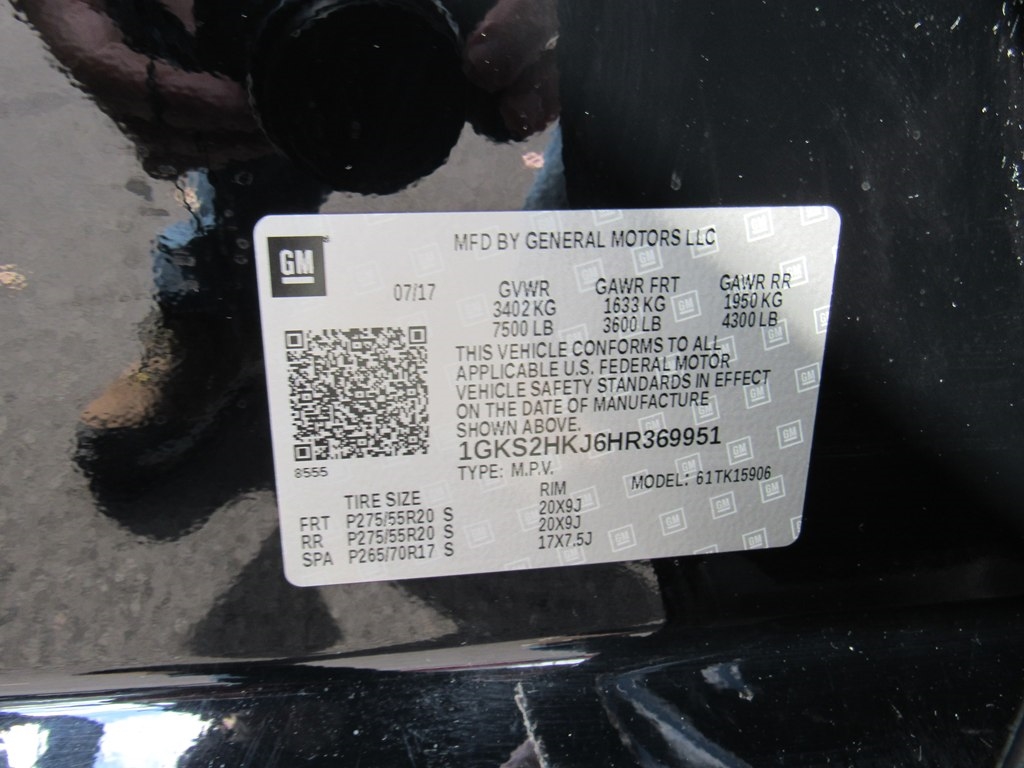 GM
MFD BY GENERAL MOTORS LLC
07/17
GVWR GAWR FRT GAWR RR
3402 KG 1633 KG 1950 KG
7500 LB 3600 LB 4300 LB
THIS VEHICLE CONFORMS TO ALL
APPLICABLE U.S. FEDERAL MOTOR
VEHICLE SAFETY STANDARDS IN EFFECT
ON THE DATE OF MANUFACTURE
SHOWN ABOVE.
1GKS2HKJ6HR369951
8555
TYPE: M.P.V. MODEL: 61TK15906
TIRE SIZE RIM
FRT P275/55R20 S 20X9J
RR P275/55R20 S 20X9J
SPA P265/70R17 S 17X7.5J